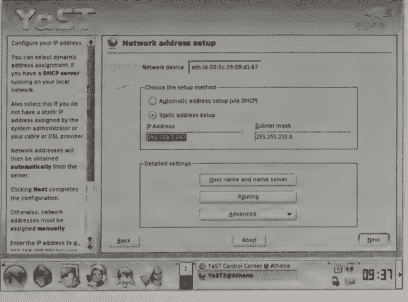 YaST
Configure your IP address.
You can select dynamic
address assignment, if
you have a DHCP server
running on your local
network.
Also select this if you do
not have a static IP
address assigned by the
system administrator or
your cable or DSL provider.
Network addresses will
then be obtained
automatically from the
server.
Clicking Next completes
the configuration.
Otherwise, network
addresses must be
assigned manually
Enter the IP address (e.g.,
Network address setup
Network device
Choose the setup method
Automatic address setup (via DHCP)
Static address setup
IP Address
Subnet mask
255.255.255.0
Detailed settings
Host name and name server
Routing
Advanced
Back
Abort
Next
1
YaST Control Center @ Athena
YaST2@Athena
09:37